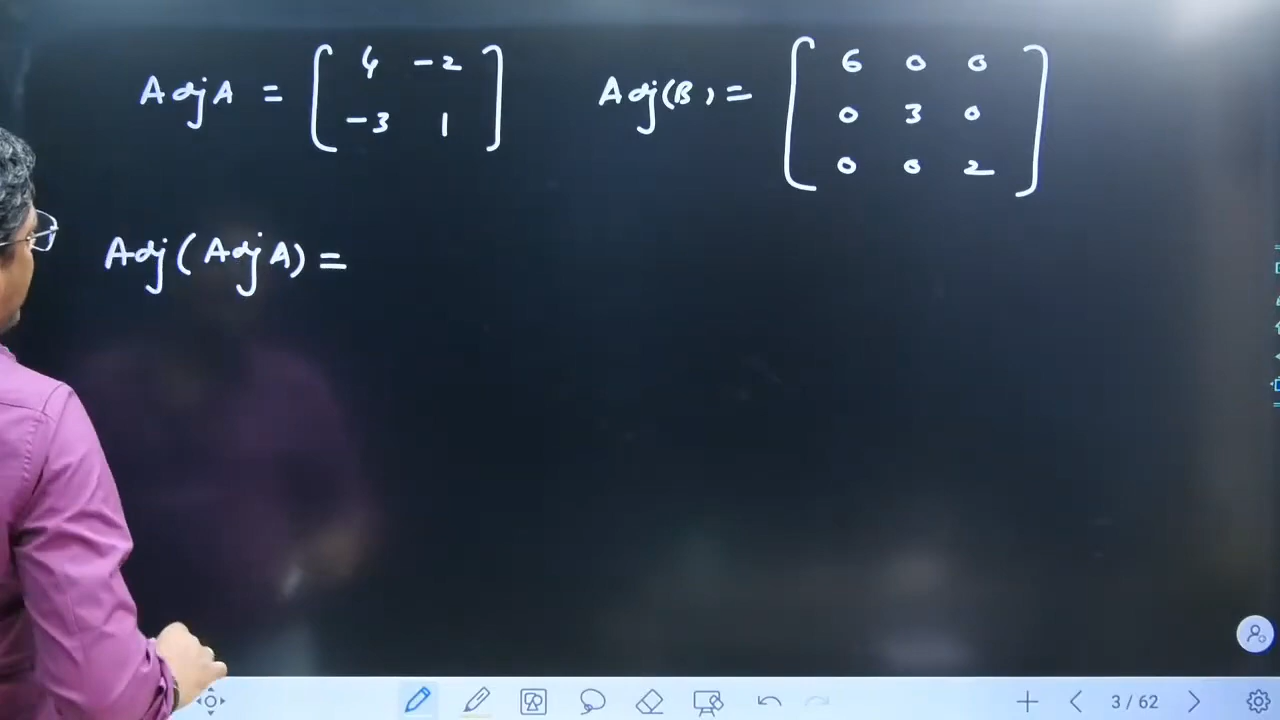 Adj A = [ 4 -2 Adj(B) = [ 6 0 0
-3 1 ] 0 3 0
0 0 2 ]
Adj(Adj A) =
3 / 62